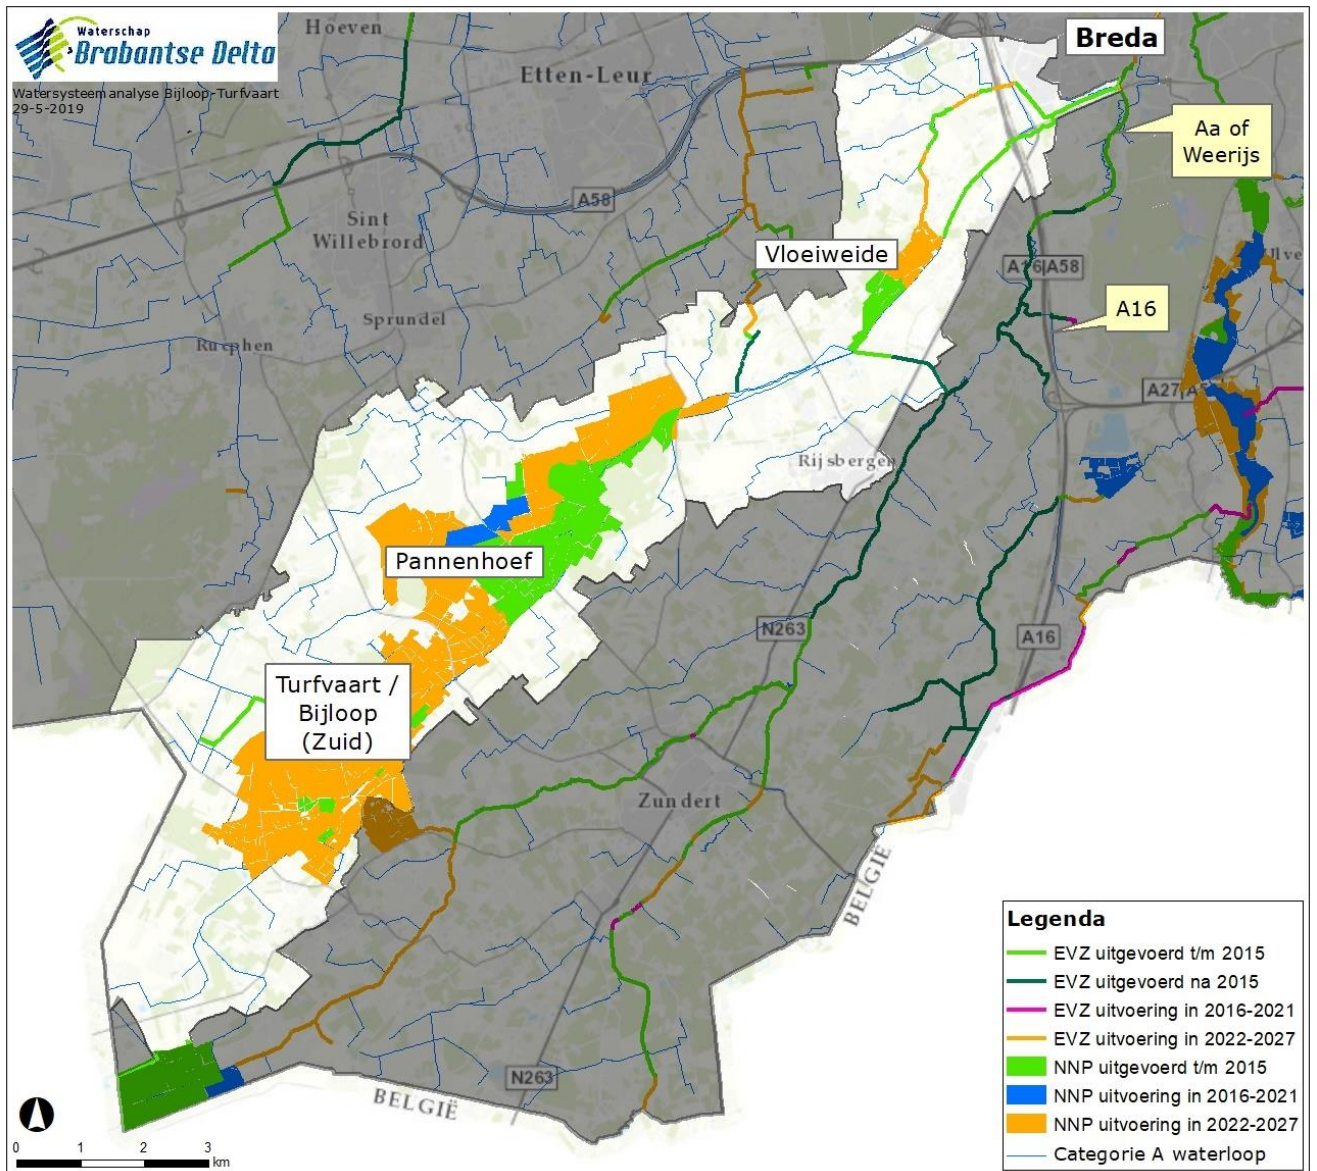 Waterschap
Brabantse Delta
Watersysteemanalyse Bijloop-Turfvaart
29-5-2019
Hoeven
Etten-Leur
Breda
Aa of
Weerijs
A58
Sint
Willebrord
Vloeiweide
A16|A58
A16
Sprundel
Rucphen
A27|A5
Rijsbergen
Pannenhoef
N263
A16
Turfvaart /
Bijloop
(Zuid)
Zundert
BELGIË
N263
BELGIË
Legenda
EVZ uitgevoerd t/m 2015
EVZ uitgevoerd na 2015
EVZ uitvoering in 2016-2021
EVZ uitvoering in 2022-2027
NNP uitgevoerd t/m 2015
NNP uitvoering in 2016-2021
NNP uitvoering in 2022-2027
Categorie A waterloop
0 1 2 3
km